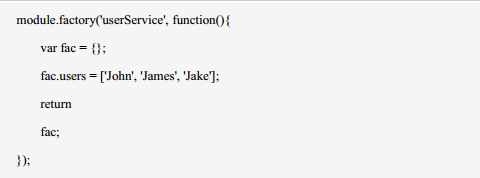 module.factory('userService', function(){
var fac = {};
fac.users = ['John', 'James', 'Jake'];
return
fac;
});